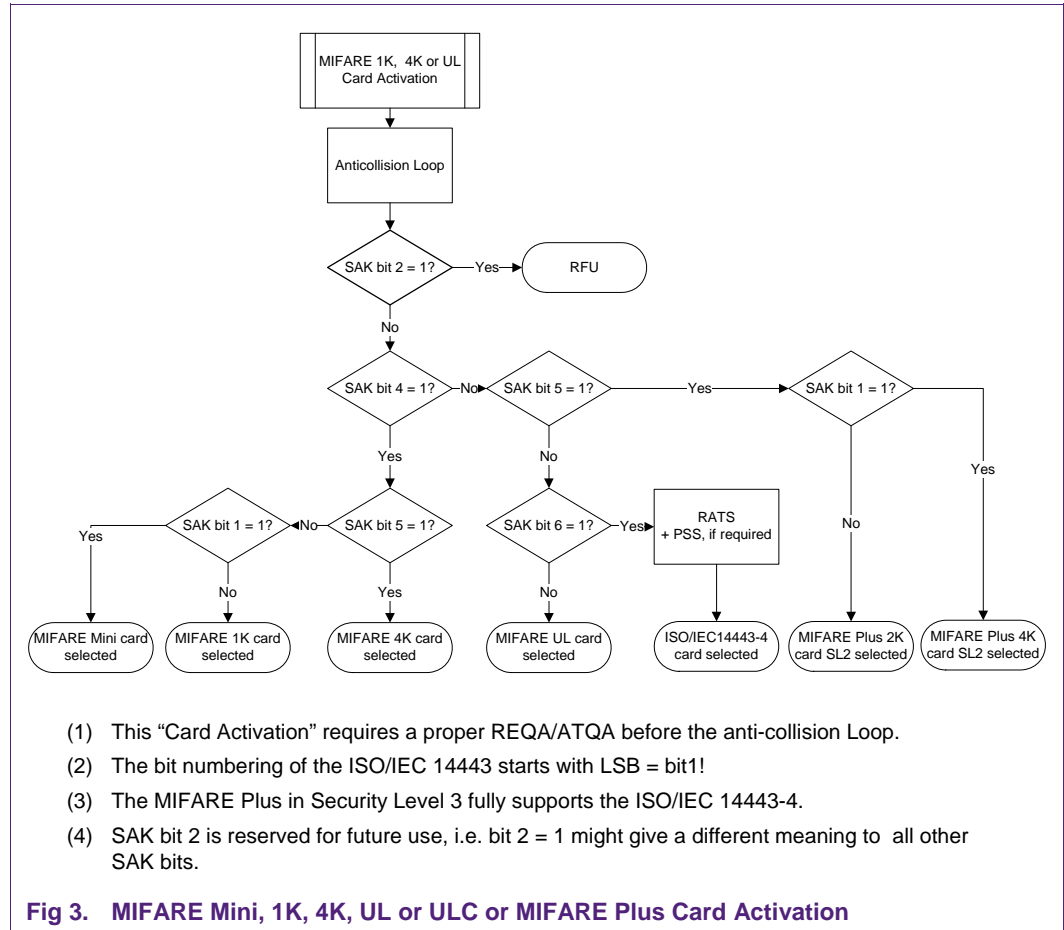 MIFARE 1K, 4K or UL
Card Activation
Anticollision Loop
SAK bit 2 = 1?
Yes
RFU
No
SAK bit 4 = 1?
No
SAK bit 5 = 1?
Yes
SAK bit 1 = 1?
Yes
No
Yes
No
SAK bit 1 = 1?
No
SAK bit 5 = 1?
SAK bit 6 = 1?
Yes
RATS
+ PSS, if required
Yes
No
Yes
No
MIFARE Mini card
selected
MIFARE 1K card
selected
MIFARE 4K card
selected
MIFARE UL card
selected
ISO/IEC14443-4
card selected
MIFARE Plus 2K
card SL2 selected
MIFARE Plus 4K
card SL2 selected
(1) This “Card Activation” requires a proper REQA/ATQA before the anti-collision Loop.
(2) The bit numbering of the ISO/IEC 14443 starts with LSB = bit1!
(3) The MIFARE Plus in Security Level 3 fully supports the ISO/IEC 14443-4.
(4) SAK bit 2 is reserved for future use, i.e. bit 2 = 1 might give a different meaning to all other
SAK bits.
Fig 3. MIFARE Mini, 1K, 4K, UL or ULC or MIFARE Plus Card Activation